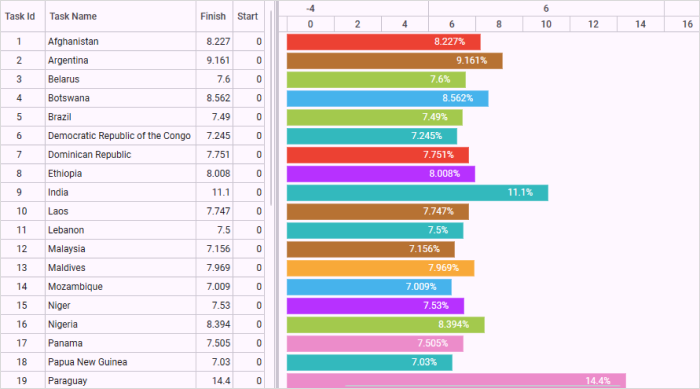 Task Id Task Name Finish Start -4 6
0 2 4 6 8 10 12 14 16
1 Afghanistan 8.227 0 8.227%
2 Argentina 9.161 0 9.161%
3 Belarus 7.6 0 7.6%
4 Botswana 8.562 0 8.562%
5 Brazil 7.49 0 7.49%
6 Democratic Republic of the Congo 7.245 0 7.245%
7 Dominican Republic 7.751 0 7.751%
8 Ethiopia 8.008 0 8.008%
9 India 11.1 0 11.1%
10 Laos 7.747 0 7.747%
11 Lebanon 7.5 0 7.5%
12 Malaysia 7.156 0 7.156%
13 Maldives 7.969 0 7.969%
14 Mozambique 7.009 0 7.009%
15 Niger 7.53 0 7.53%
16 Nigeria 8.394 0 8.394%
17 Panama 7.505 0 7.505%
18 Papua New Guinea 7.03 0 7.03%
19 Paraguay 14.4 0 14.4%